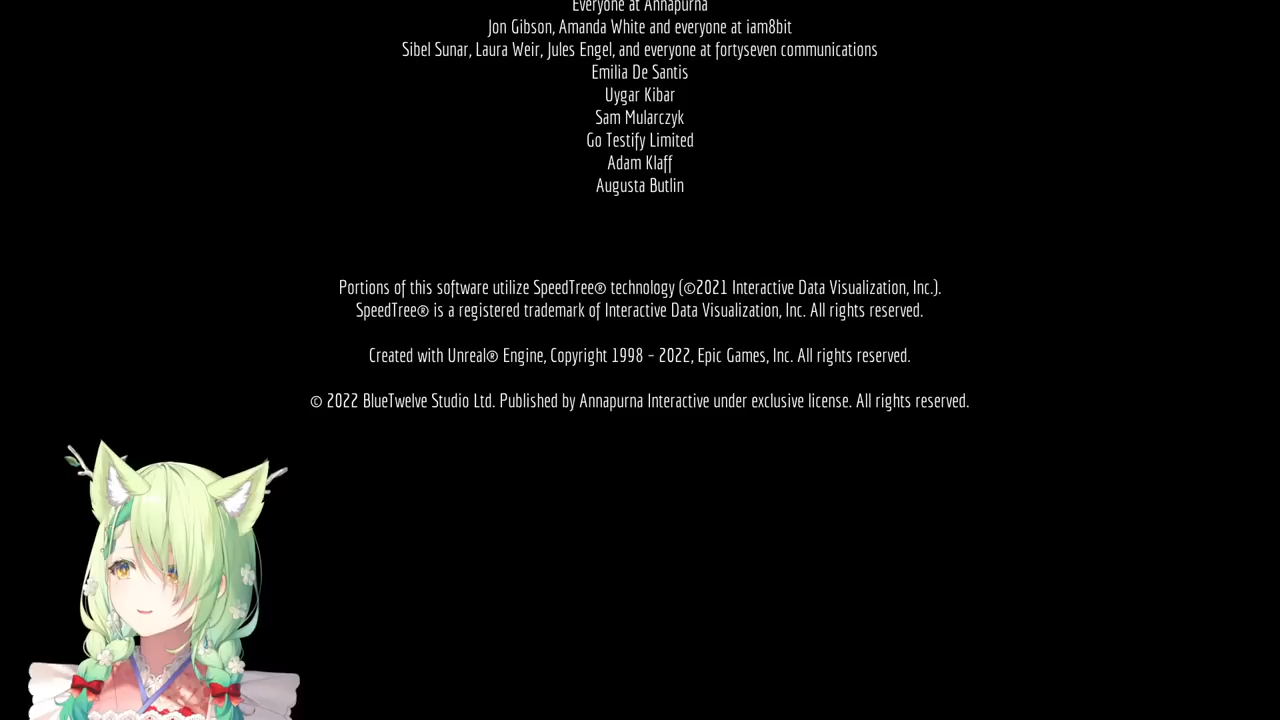 Everyone at Annapurna
Jon Gibson, Amanda White and everyone at iam8bit
Sibel Sunar, Laura Weir, Jules Engel, and everyone at fortyseven communications
Emilia De Santis
Uygar Kibar
Sam Mularczyk
Go Testify Limited
Adam Klaff
Augusta Butlin
Portions of this software utilize SpeedTree® technology (©2021 Interactive Data Visualization, Inc.).
SpeedTree® is a registered trademark of Interactive Data Visualization, Inc. All rights reserved.
Created with Unreal® Engine, Copyright 1998 – 2022, Epic Games, Inc. All rights reserved.
© 2022 BlueTwelve Studio Ltd. Published by Annapurna Interactive under exclusive license. All rights reserved.